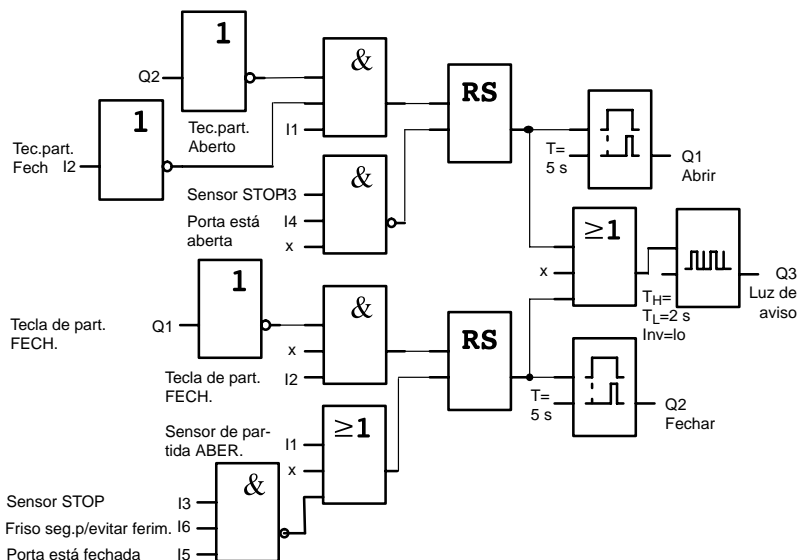 1
&
Q2
RS
1
Tec.part.
Aberto
I1
T=
5 s
Q1
Abrir
Tec.part.
Fech I2
&
Sensor STOP I3
Porta está
aberta
I4
x
≥1
x
Q3
Luz de
aviso
TH=
TL=2 s
Inv=lo
1
&
Tecla de part.
FECH.
Q1
x
I2
RS
Tecla de part.
FECH.
T=
5 s
Q2
Fechar
Sensor de par-
tida ABER.
≥1
I1
x
&
Sensor STOP I3
Friso seg.p/evitar ferim. I6
Porta está fechada I5